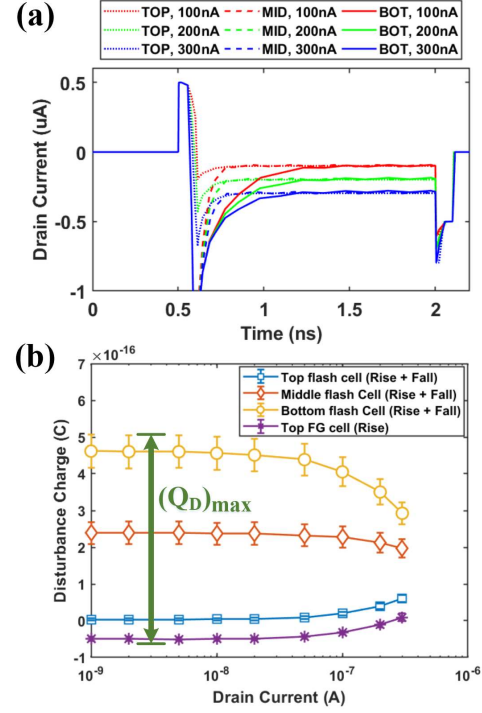 (a)
TOP, 100nA MID, 100nA BOT, 100nA
TOP, 200nA MID, 200nA BOT, 200nA
TOP, 300nA MID, 300nA BOT, 300nA
Drain Current (uA)
0.5
0
-0.5
-1
0 0.5 1 1.5 2
Time (ns)
(b)
×10^-16
Top flash cell (Rise + Fall)
Middle flash Cell (Rise + Fall)
Bottom flash Cell (Rise + Fall)
Top FG cell (Rise)
Disturbance Charge (C)
7
6
5
4
3
2
1
0
-1
(Q_D)max
10^-9 10^-8 10^-7 10^-6
Drain Current (A)